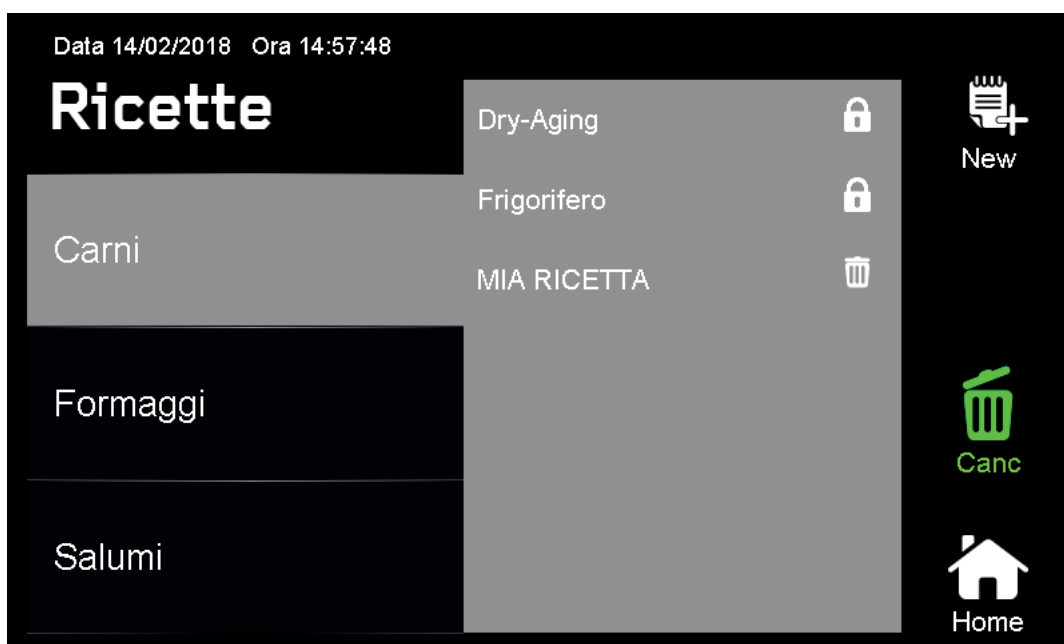 Data 14/02/2018 Ora 14:57:48
Ricette
Carni
Formaggi
Salumi
Dry-Aging
Frigorifero
MIA RICETTA
New
Canc
Home